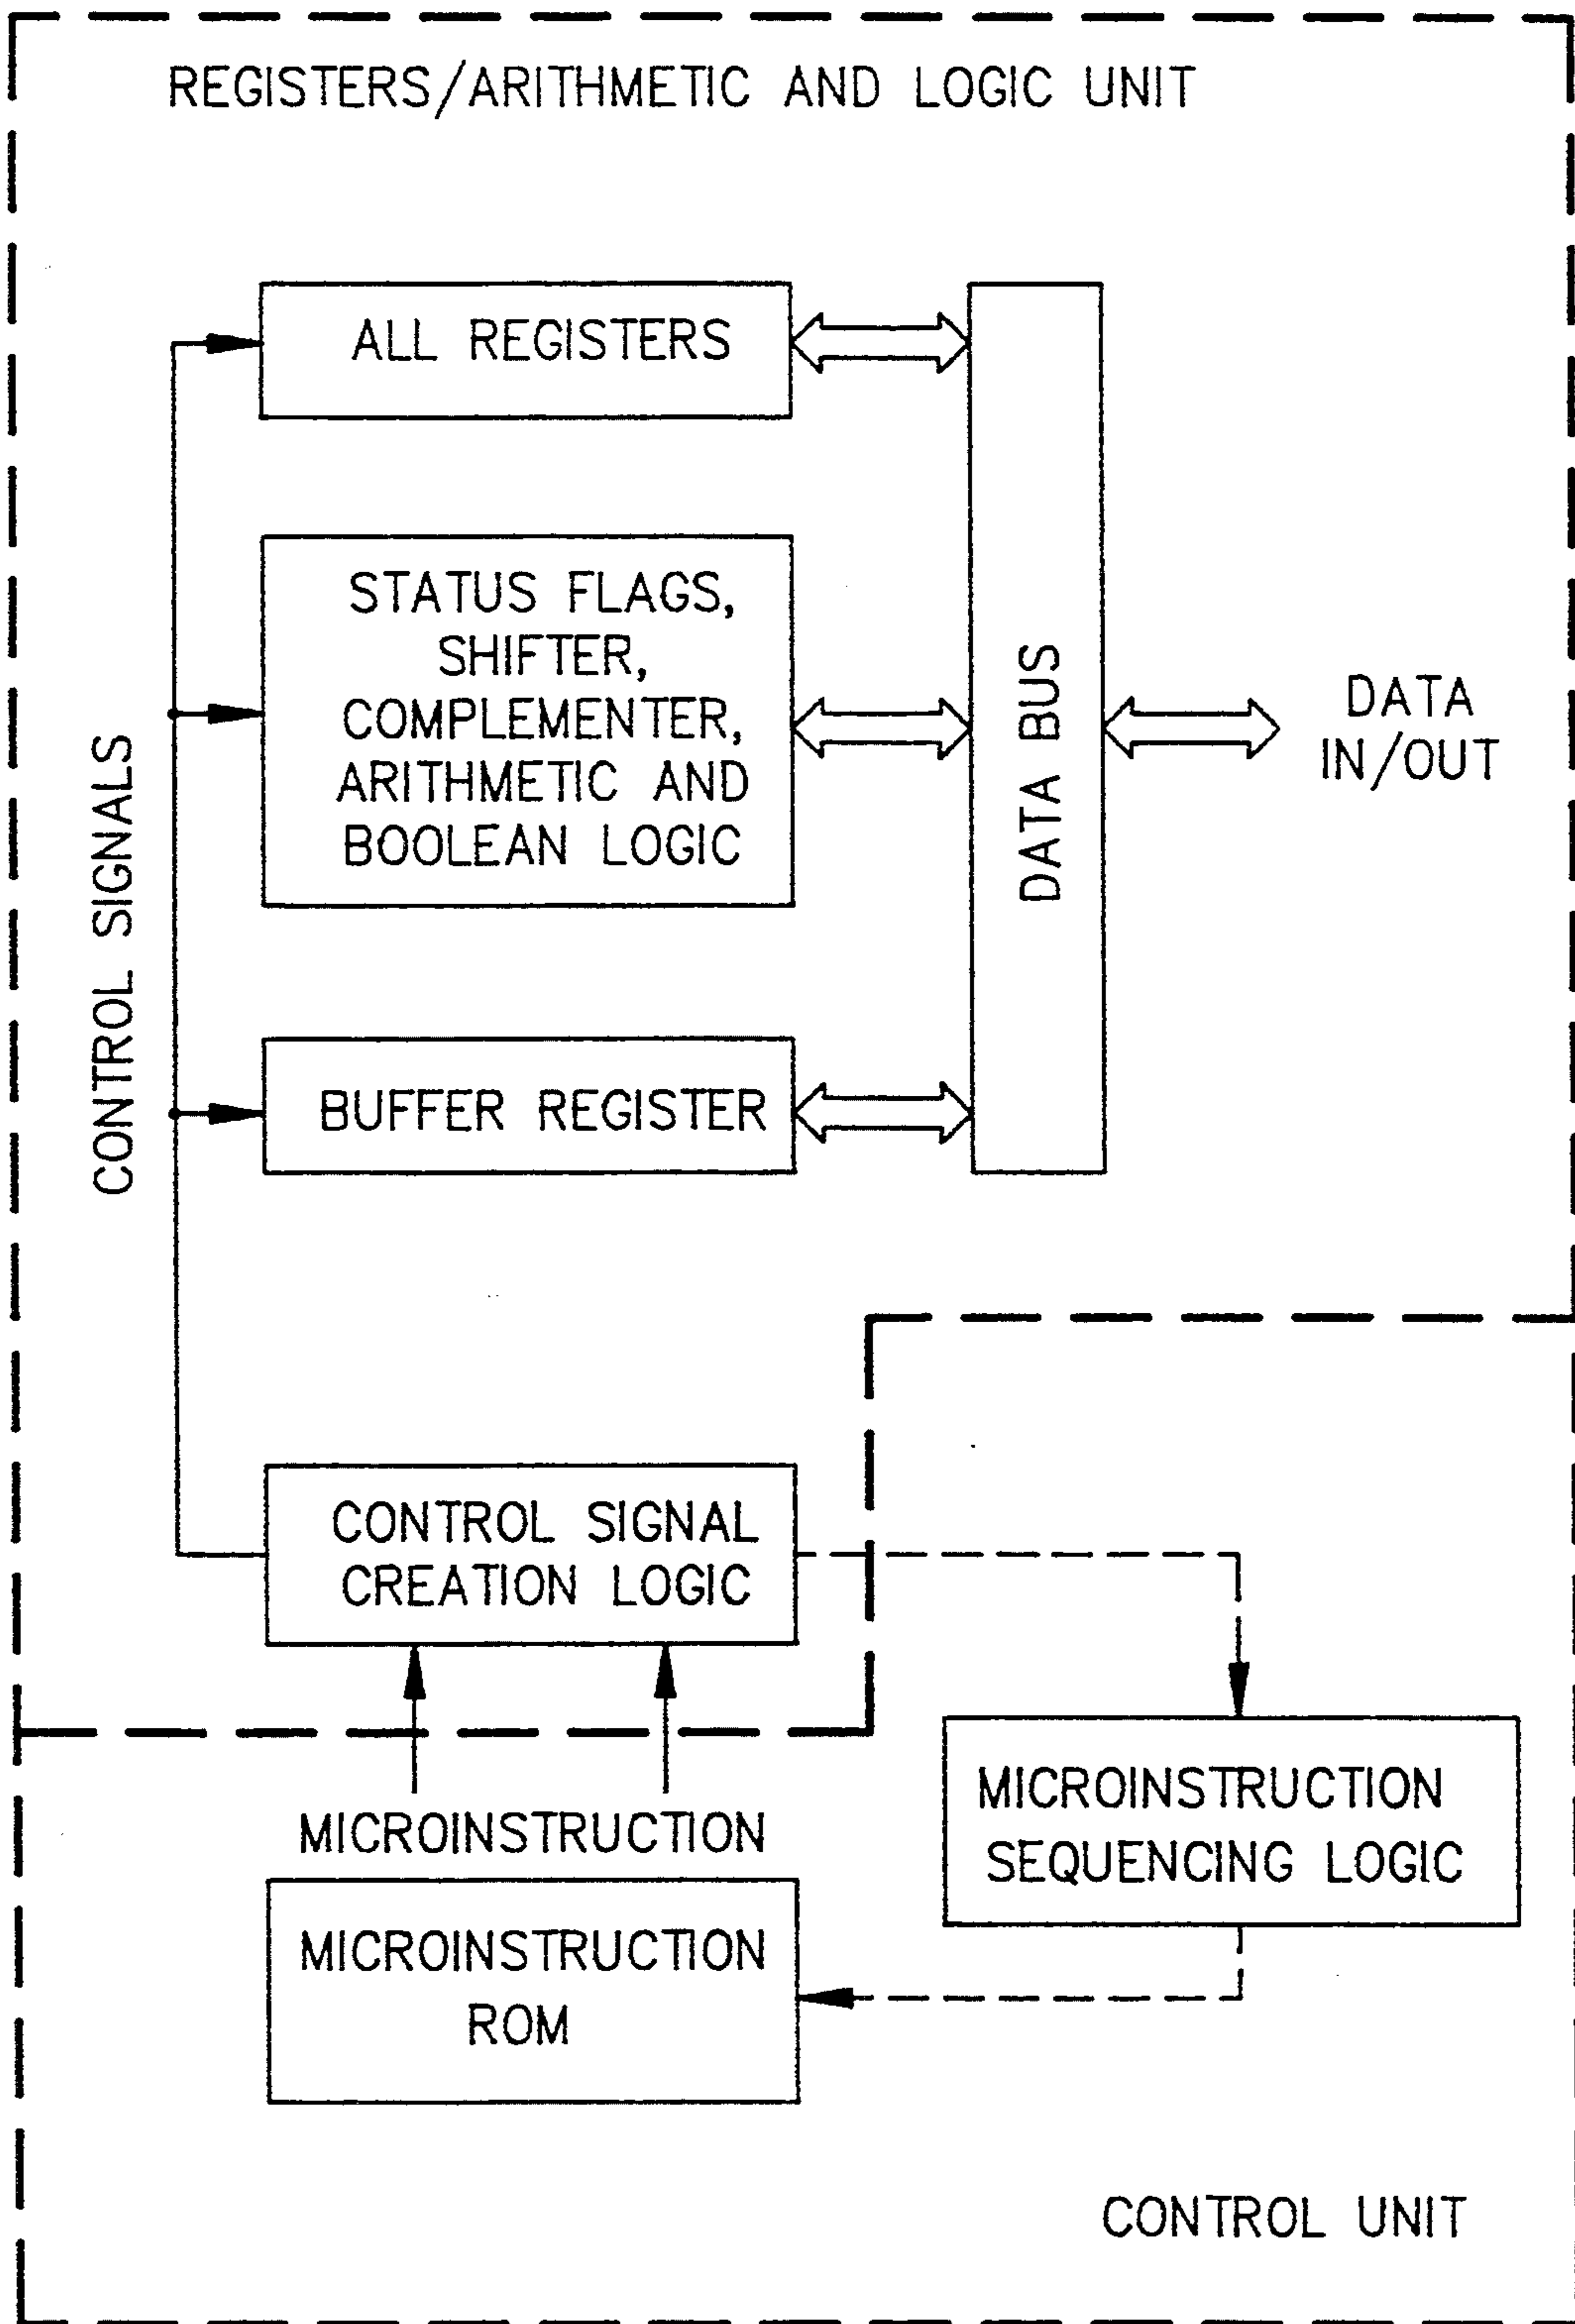 REGISTERS/ARITHMETIC AND LOGIC UNIT
ALL REGISTERS
STATUS FLAGS,
SHIFTER,
COMPLEMENTER,
ARITHMETIC AND
BOOLEAN LOGIC
BUFFER REGISTER
CONTROL SIGNALS
DATA BUS
DATA
IN/OUT
CONTROL SIGNAL
CREATION LOGIC
MICROINSTRUCTION
MICROINSTRUCTION
ROM
MICROINSTRUCTION
SEQUENCING LOGIC
CONTROL UNIT